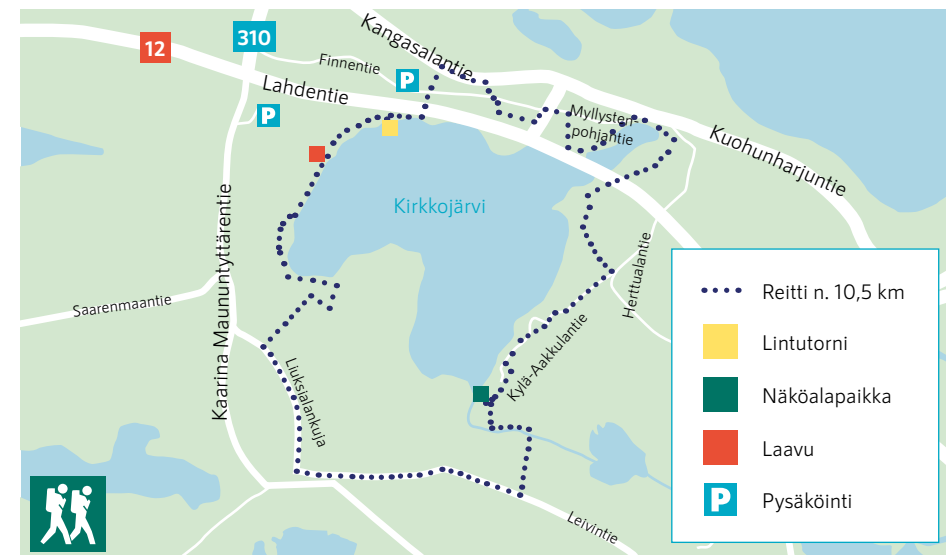 12
310
Kangasalantie
Finnentie
P
Lahdentie
P
Myllysten-
pohjantie
Kuohunharjuntie
Kirkkojärvi
Kaarina Maununtyttärentie
Saarenmaantie
Herttualantie
Kylä-Aakkulantie
Liuksialankuja
Leivintie
Reitti n. 10,5 km
Lintutorni
Näköalapaikka
Laavu
P Pysäköinti